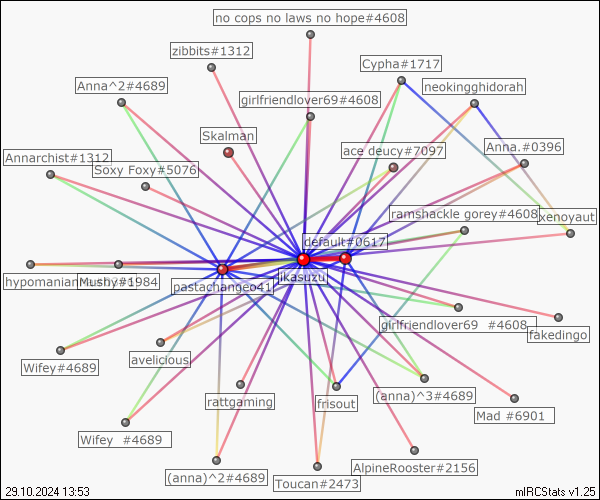 no cops no laws no hope#4608
zibbits#1312
Cypha#1717
Anna^2#4689
neokingghidorah
girlfriendlover69#4608
Skalman
Anna.#0396
ace deucy#7097
Annarchist#1312
Soxy Foxy#5076
ramshackle gorey#4608
xenoyaut
default#0617
hypomanian
Mushy#1984
pastachangeo41
ikasuzu
girlfriendlover69 #4608
fakedingo
Wifey#4689
avelicious
rattgaming
frisout
(anna)^3#4689
Mad #6901
Wifey #4689
(anna)^2#4689
Toucan#2473
AlpineRooster#2156
29.10.2024 13:53
mIRCStats v1.25